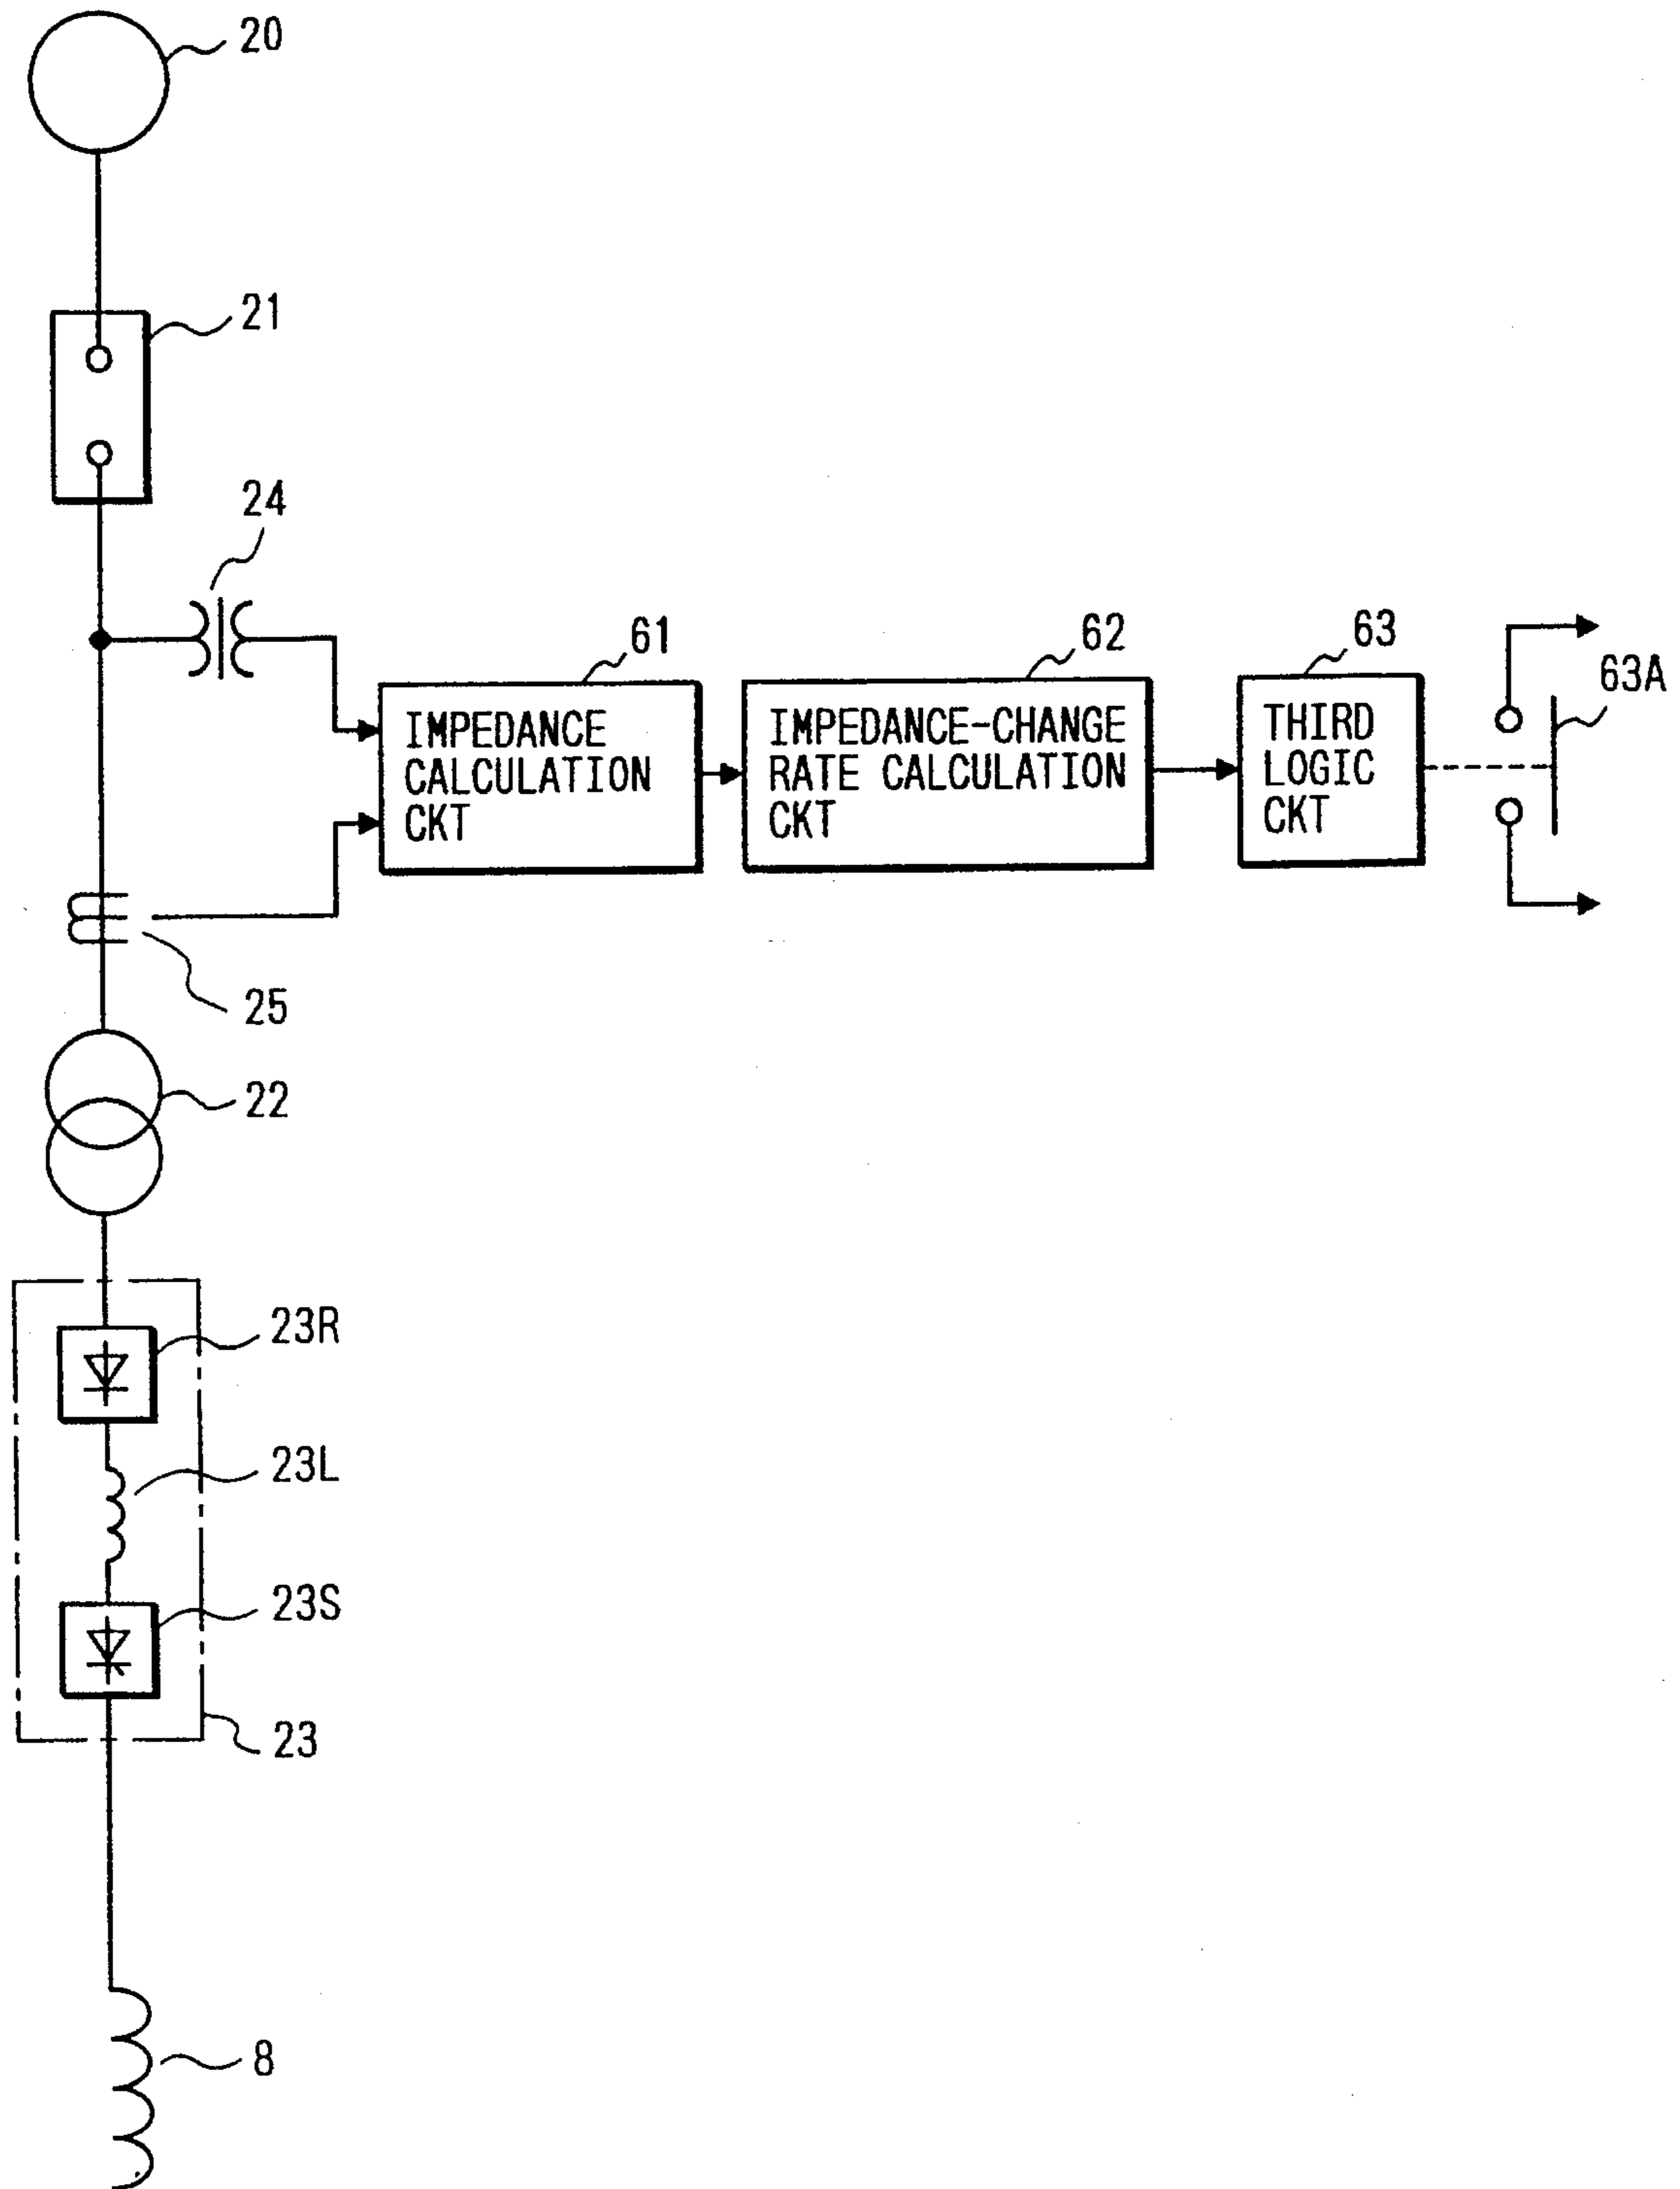 20
21
24
61
62
63
63A
IMPEDANCE
CALCULATION
CKT
IMPEDANCE-CHANGE
RATE CALCULATION
CKT
THIRD
LOGIC
CKT
25
22
23R
23L
23S
23
8